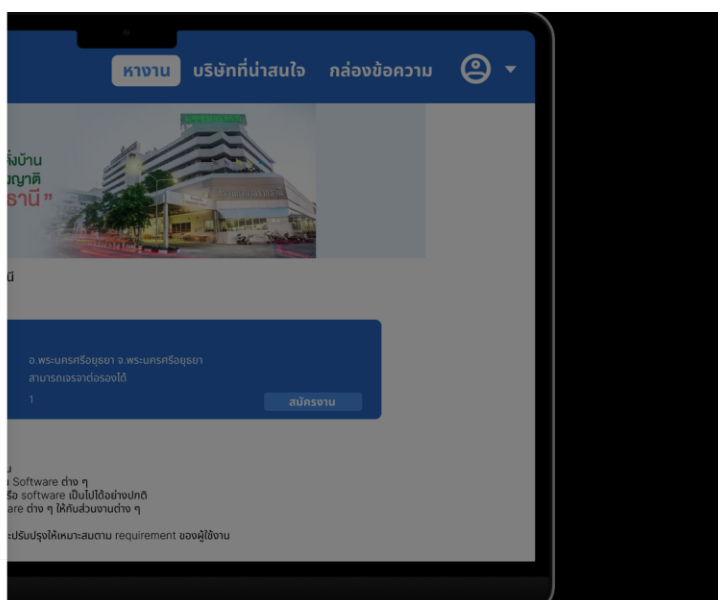 หางาน บริษัทที่น่าสนใจ กล่องข้อความ
ธานี ”
นี
อ.พระนครศรีอยุธยา จ.พระนครศรีอยุธยา
สามารถเจรจาต่อรองได้
1
สมัครงาน
Software ต่าง ๆ
software เป็นไปได้อย่างปกติ
are ต่าง ๆ ให้กับส่วนงานต่าง ๆ
ะปรับปรุงให้เหมาะสมตาม requirement ของผู้ใช้งาน